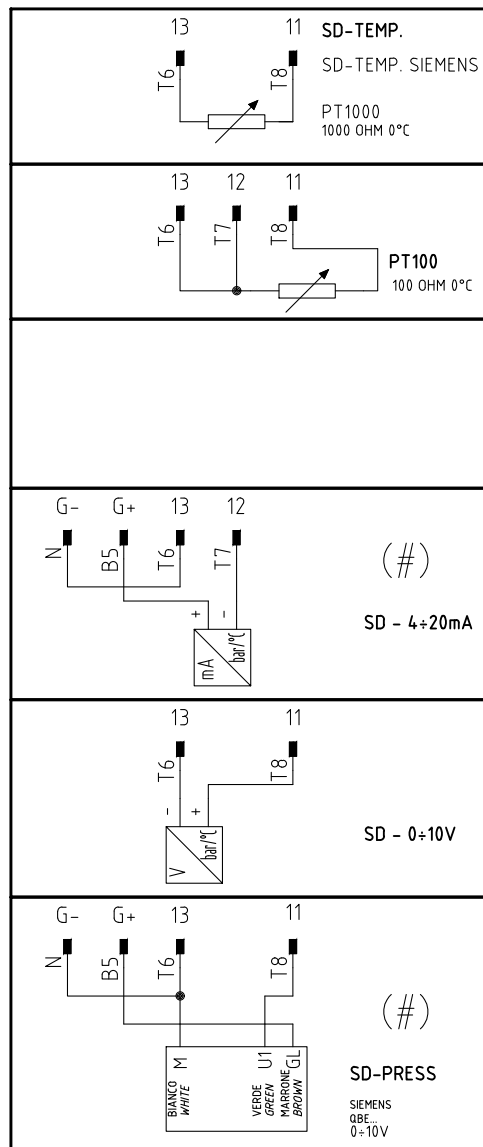 13 11 SD-TEMP.
T6 T8 SD-TEMP. SIEMENS
PT1000
1000 OHM 0°C
13 12 11
T6 T7 T8
PT100
100 OHM 0°C
G- G+ 13 12
N B5 T6 T7
(#)
+ -
SD - 4÷20mA
mA bar/°C
13 11
T6 T8
- +
SD - 0÷10V
V bar/°C
G- G+ 13 11
N B5 T6 T8
(#)
M U1 GL
BIANCO
WHITE
VERDE
GREEN
MARRONE
BROWN
SD-PRESS
SIEMENS
QBE...
0÷10V